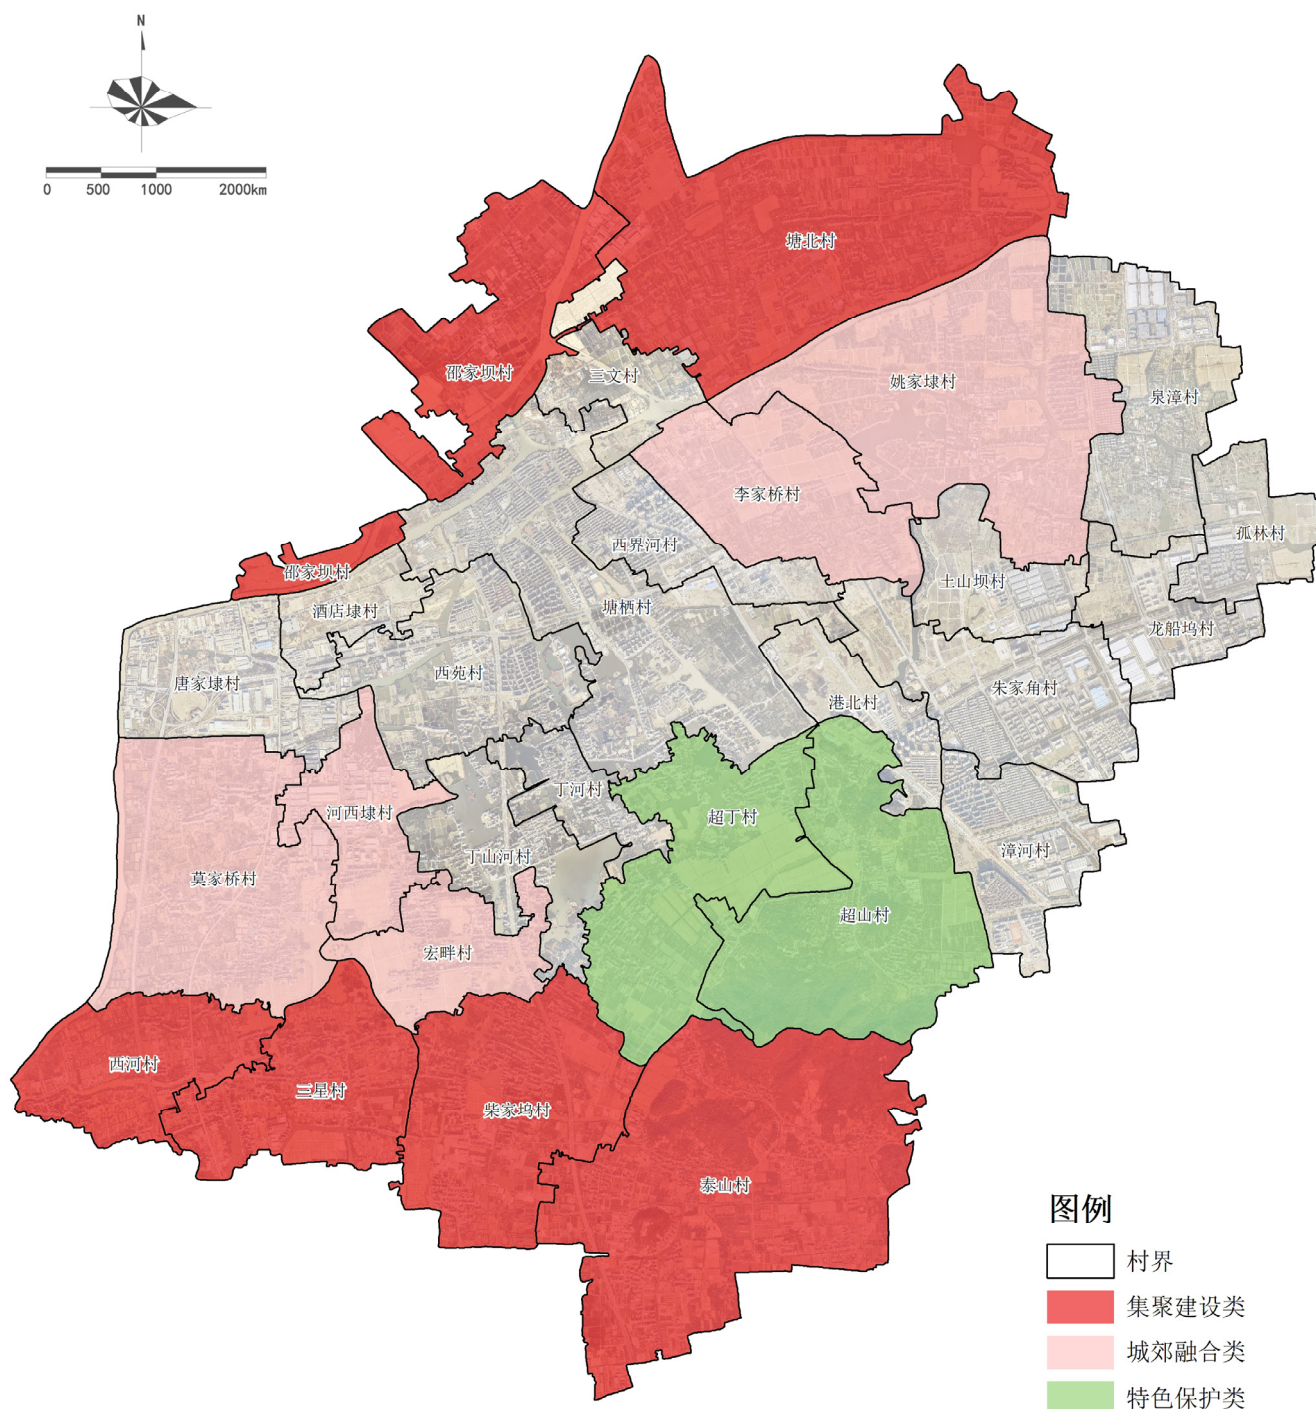 N
0 500 1000 2000km
塘北村
邵家坝村
三文村
姚家埭村
泉漳村
李家桥村
孤林村
西界河村
邵家坝村
土山坝村
酒店埭村
塘栖村
龙船坞村
西苑村
唐家埭村
朱家角村
港北村
丁河村
河西埭村
超丁村
漳河村
丁山河村
莫家桥村
超山村
宏畔村
西河村
三星村
柴家坞村
泰山村
图例
村界
集聚建设类
城郊融合类
特色保护类